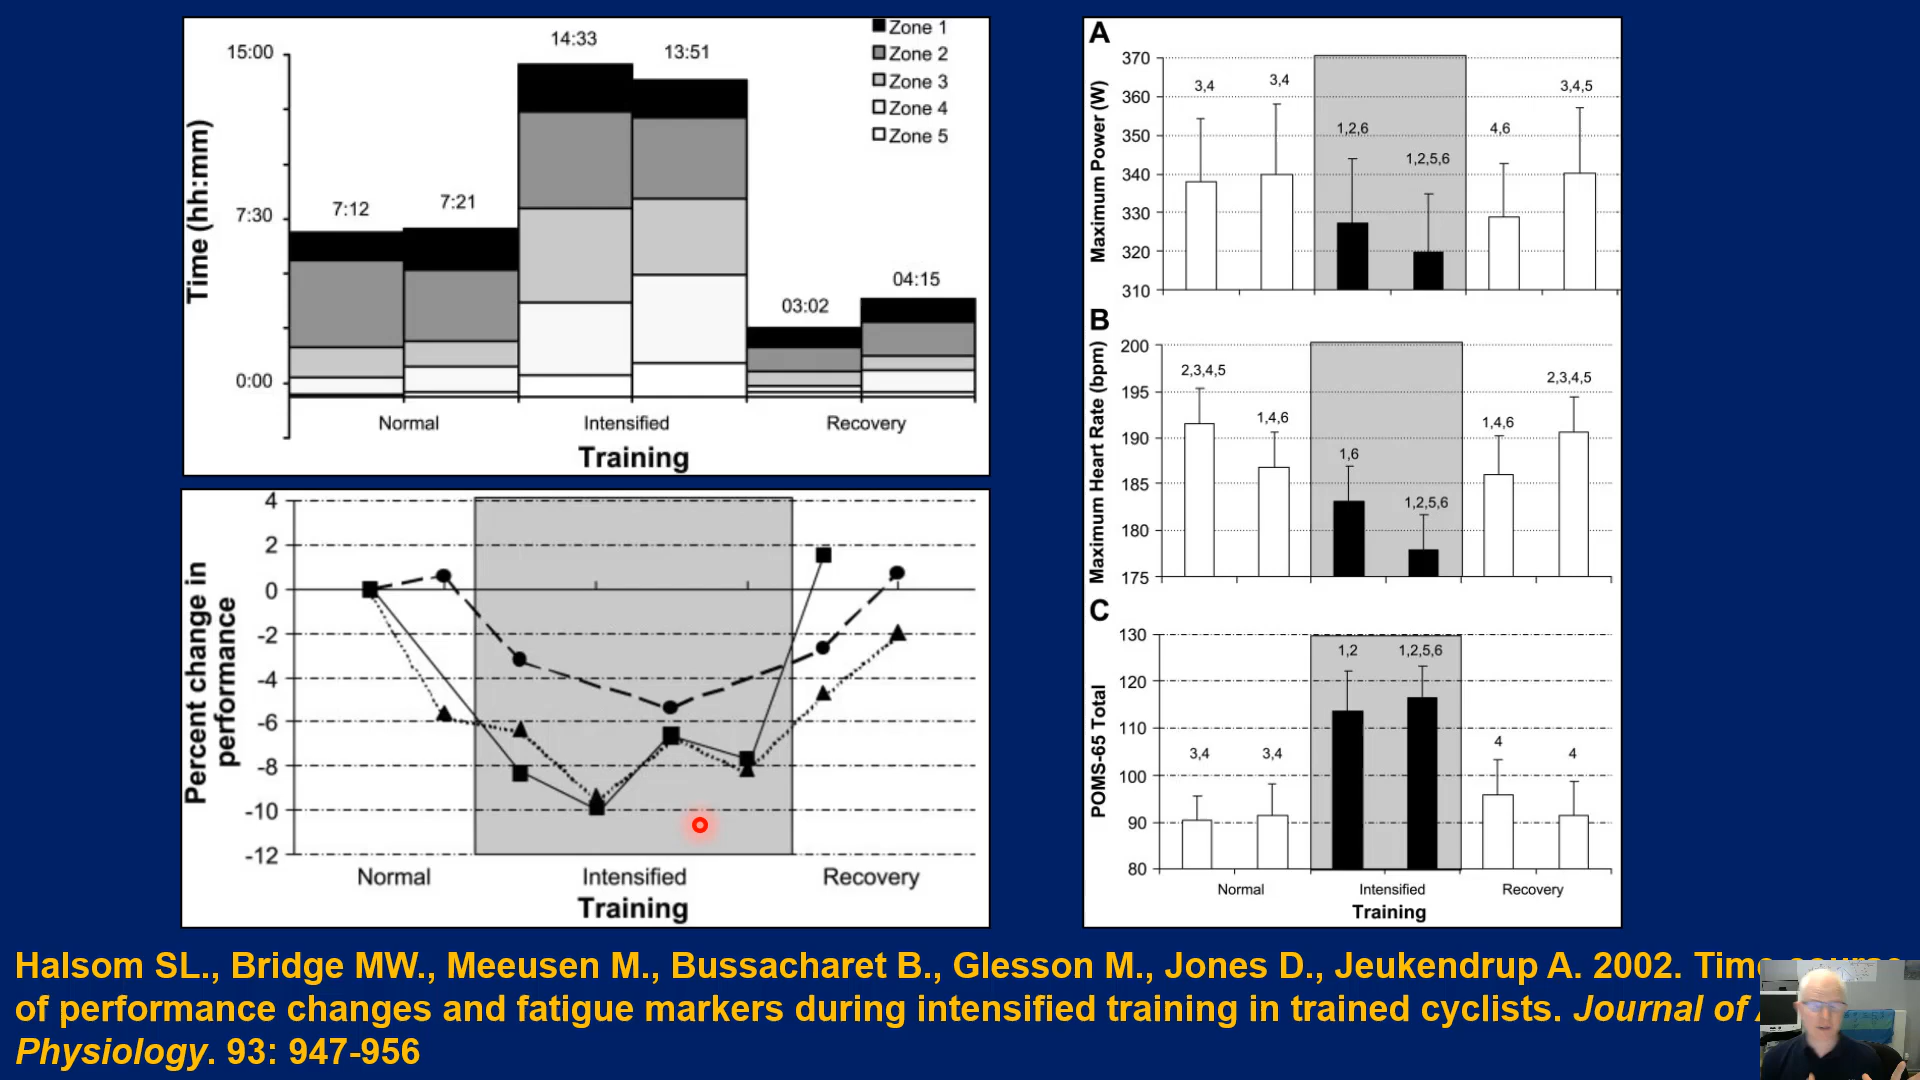 Zone 1
Zone 2
Zone 3
Zone 4
Zone 5
15:00
7:30
0:00
Time (hh:mm)
7:12
7:21
14:33
13:51
03:02
04:15
Normal
Intensified
Recovery
Training
4
2
0
-2
-4
-6
-8
-10
-12
Percent change in
performance
Normal
Intensified
Recovery
Training
A
370
360
350
340
330
320
310
Maximum Power (W)
3,4
3,4
1,2,6
1,2,5,6
4,6
3,4,5
B
200
195
190
185
180
175
Maximum Heart Rate (bpm)
2,3,4,5
1,4,6
1,6
1,2,5,6
1,4,6
2,3,4,5
C
130
120
110
100
90
80
POMS-65 Total
3,4
3,4
1,2
1,2,5,6
4
4
Normal
Intensified
Recovery
Training
Halsom SL., Bridge MW., Meeusen M., Bussacharet B., Glesson M., Jones D., Jeukendrup A. 2002. Time course
of performance changes and fatigue markers during intensified training in trained cyclists. Journal of
Physiology. 93: 947-956